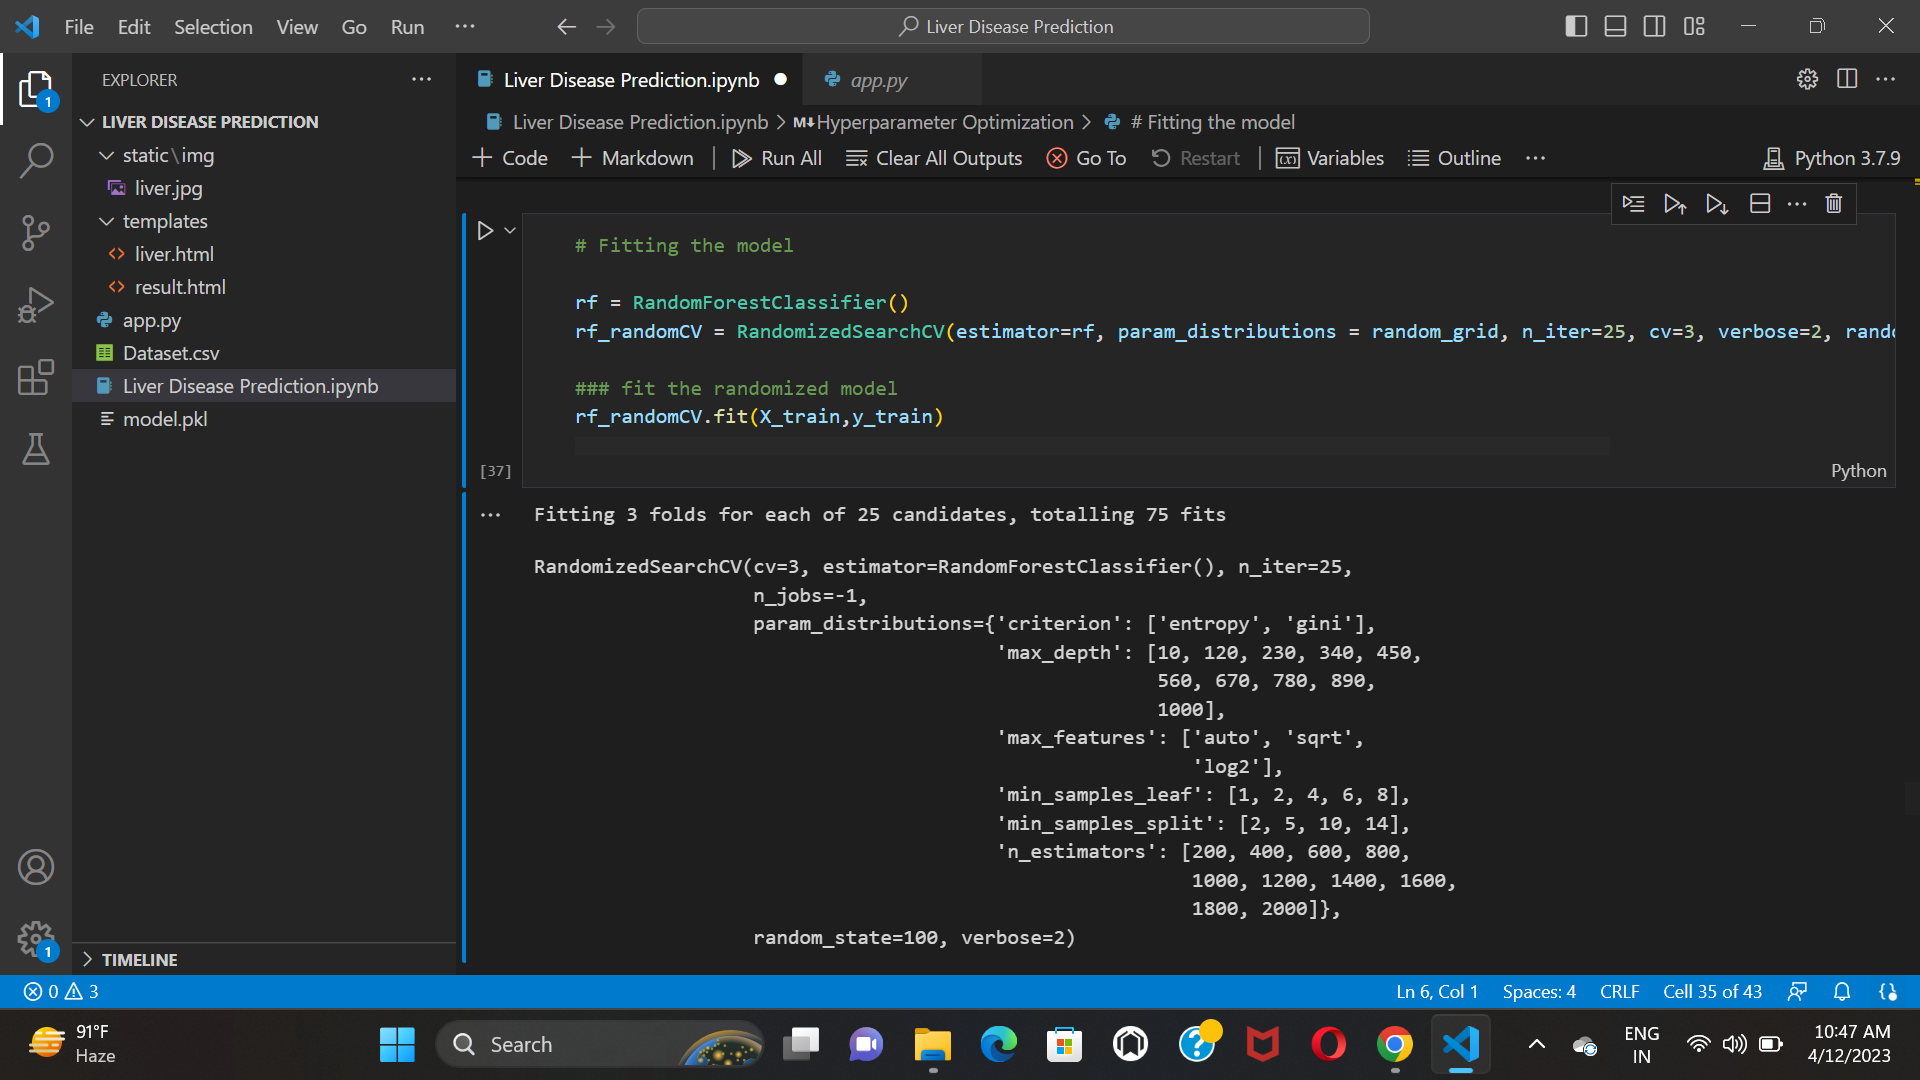 File Edit Selection View Go Run ···
Liver Disease Prediction
EXPLORER
LIVER DISEASE PREDICTION
static\img
liver.jpg
templates
liver.html
result.html
app.py
Dataset.csv
Liver Disease Prediction.ipynb
model.pkl
TIMELINE
1
1
Liver Disease Prediction.ipynb
app.py
Liver Disease Prediction.ipynb > M↓Hyperparameter Optimization > # Fitting the model
+ Code + Markdown Run All Clear All Outputs Go To Restart Variables Outline ··· Python 3.7.9
# Fitting the model
rf = RandomForestClassifier()
rf_randomCV = RandomizedSearchCV(estimator=rf, param_distributions = random_grid, n_iter=25, cv=3, verbose=2, rand
### fit the randomized model
rf_randomCV.fit(X_train,y_train)
[37]
Python
Fitting 3 folds for each of 25 candidates, totalling 75 fits
RandomizedSearchCV(cv=3, estimator=RandomForestClassifier(), n_iter=25,
n_jobs=-1,
param_distributions={'criterion': ['entropy', 'gini'],
'max_depth': [10, 120, 230, 340, 450,
560, 670, 780, 890,
1000],
'max_features': ['auto', 'sqrt',
'log2'],
'min_samples_leaf': [1, 2, 4, 6, 8],
'min_samples_split': [2, 5, 10, 14],
'n_estimators': [200, 400, 600, 800,
1000, 1200, 1400, 1600,
1800, 2000]},
random_state=100, verbose=2)
0 3
Ln 6, Col 1 Spaces: 4 CRLF Cell 35 of 43
91°F
Haze
Search
ENG
IN
10:47 AM
4/12/2023